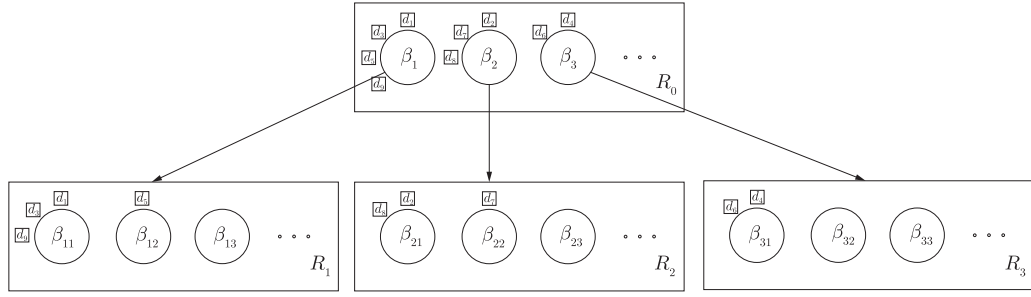 d₁ d₂ d₄
d₃ d₇ d₆
d₅ β₁ d₈ β₂ β₃ ∘ ∘ ∘
d₉ R₀
d₁ d₅ d₂ d₇ d₄
d₃ d₈ d₆
d₉ β₁₁ β₁₂ β₁₃ ∘ ∘ ∘ β₂₁ β₂₂ β₂₃ ∘ ∘ ∘ β₃₁ β₃₂ β₃₃ ∘ ∘ ∘
R₁ R₂ R₃